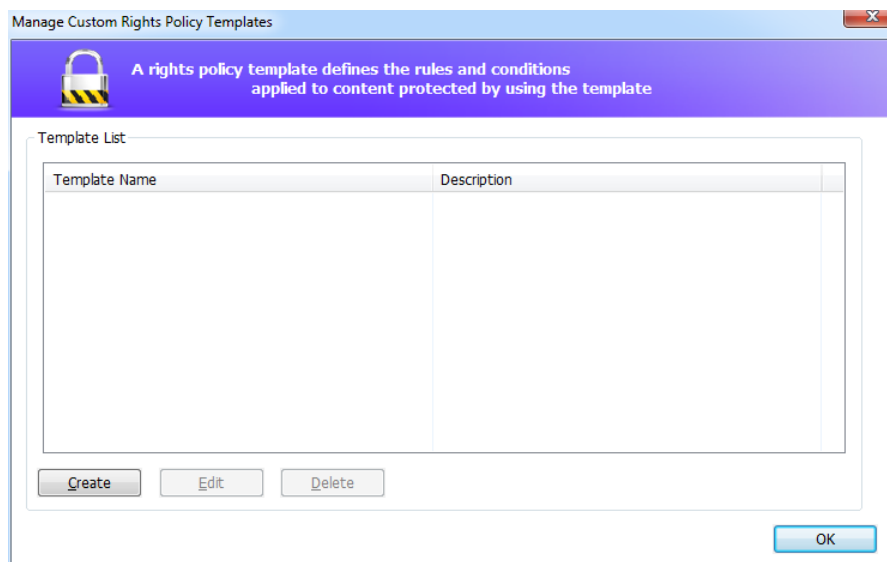 Manage Custom Rights Policy Templates
A rights policy template defines the rules and conditions
applied to content protected by using the template
Template List
Template Name Description
Create Edit Delete
OK